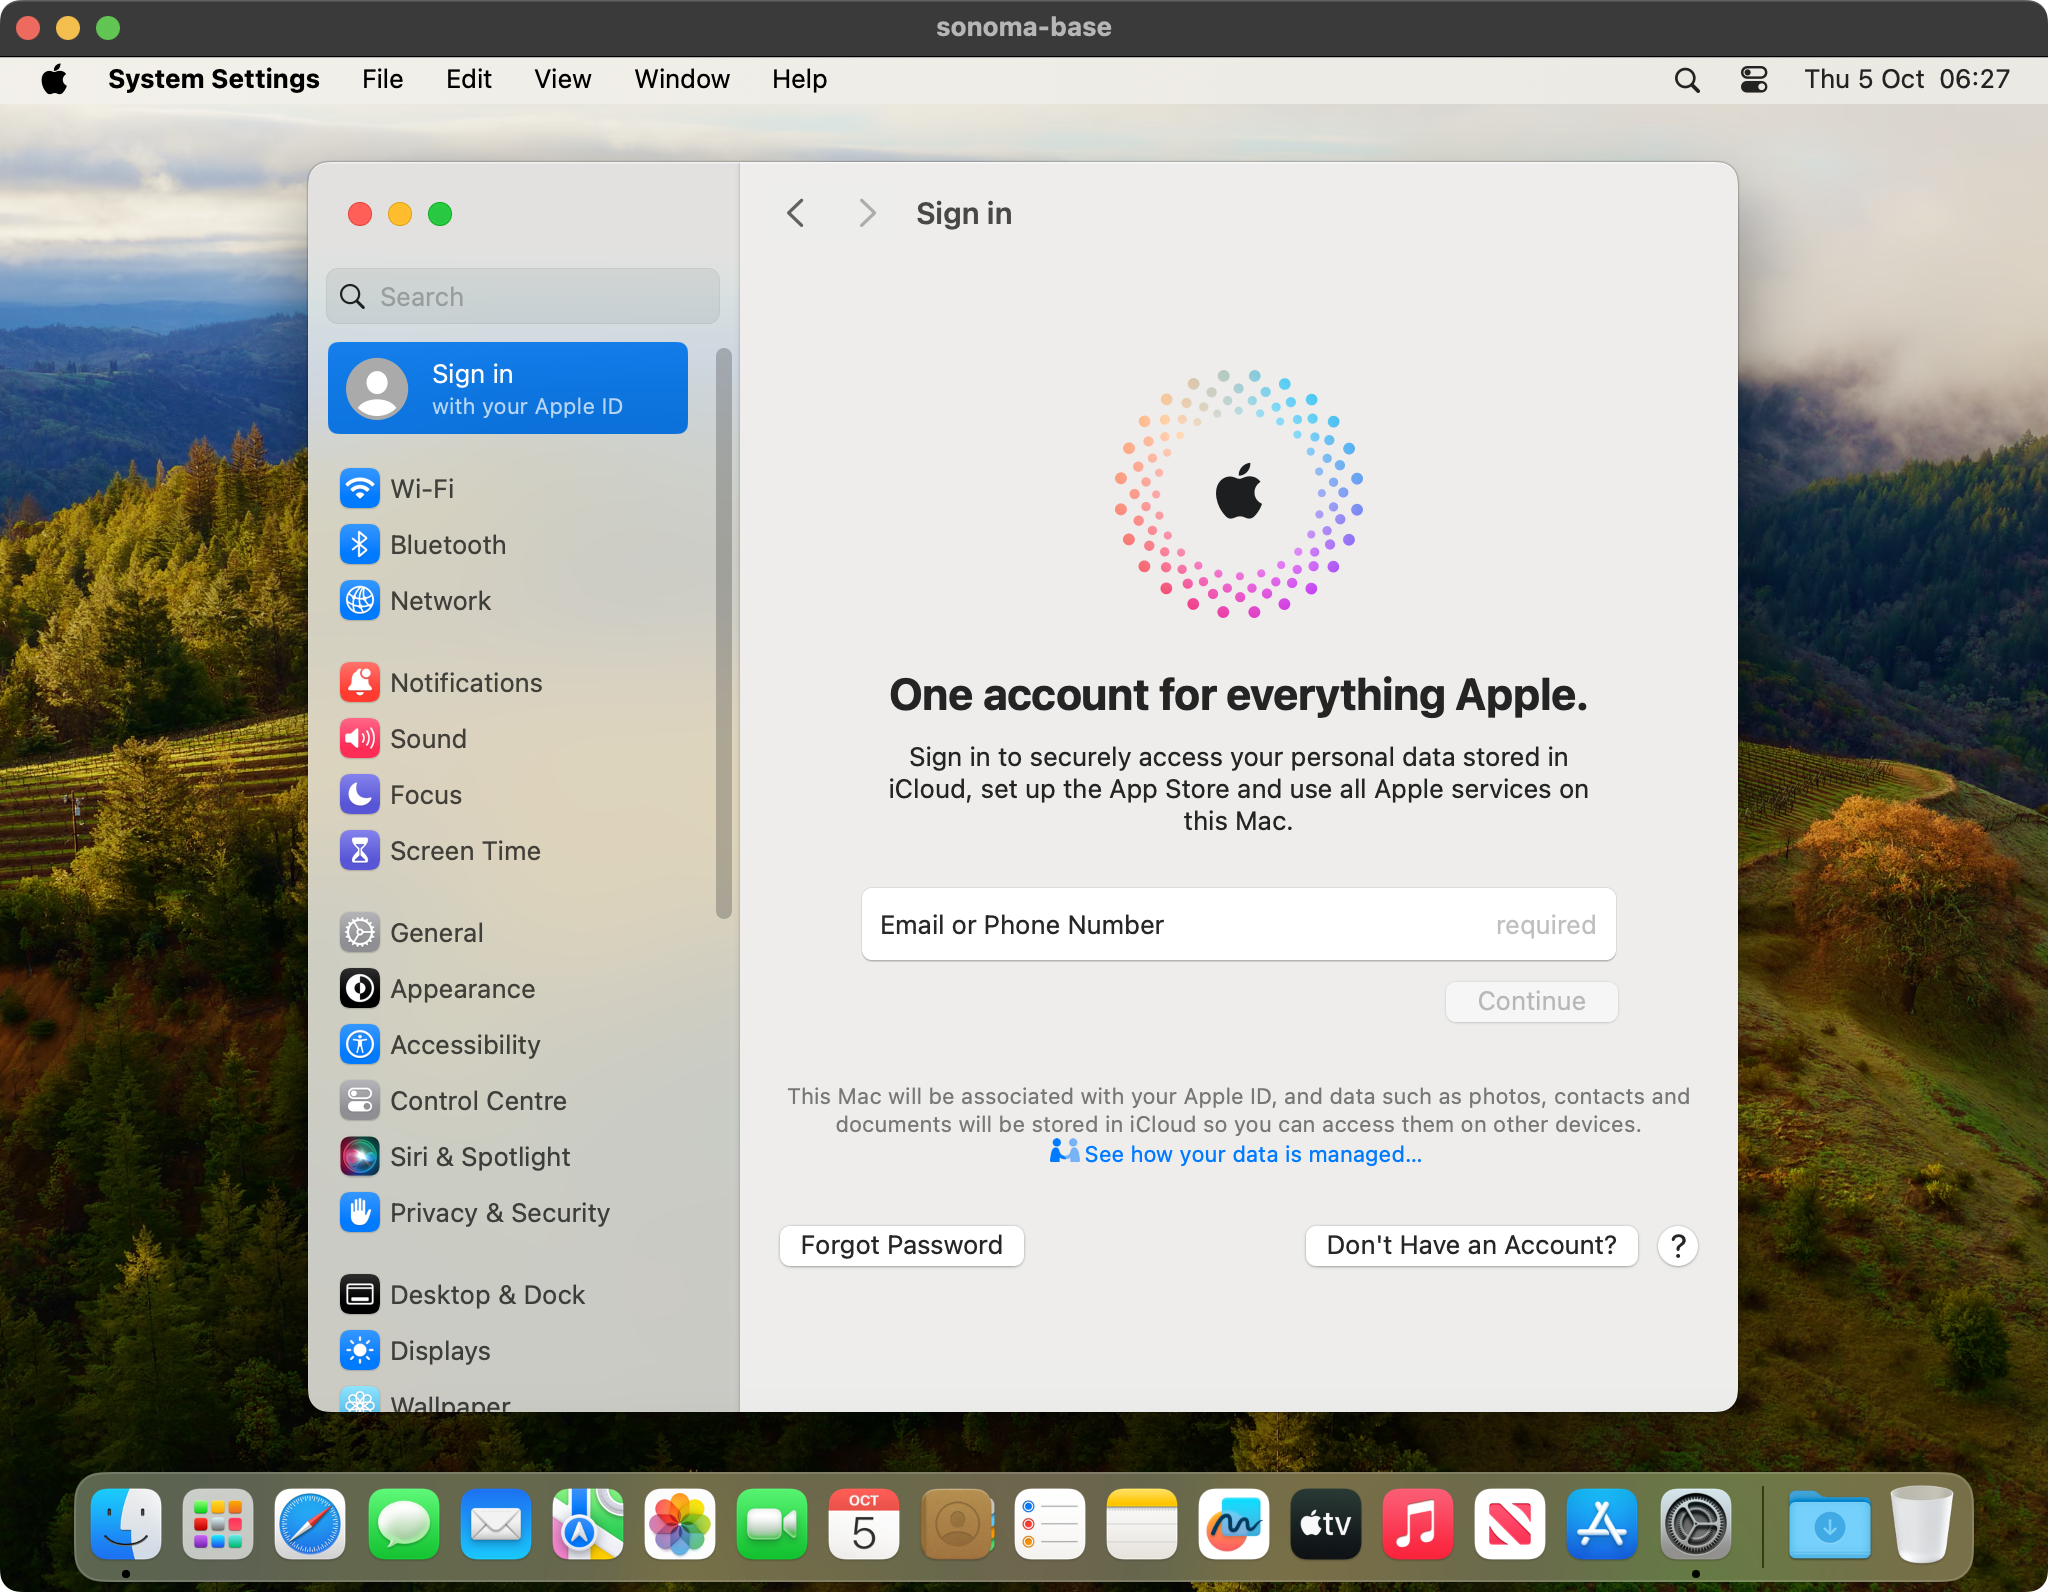 sonoma-base
System Settings File Edit View Window Help Thu 5 Oct 06:27
Sign in
Search
Sign in
with your Apple ID
Wi-Fi
Bluetooth
Network
Notifications
Sound
Focus
Screen Time
General
Appearance
Accessibility
Control Centre
Siri & Spotlight
Privacy & Security
Desktop & Dock
Displays
Wallpaper
One account for everything Apple.
Sign in to securely access your personal data stored in
iCloud, set up the App Store and use all Apple services on
this Mac.
Email or Phone Number required
Continue
This Mac will be associated with your Apple ID, and data such as photos, contacts and
documents will be stored in iCloud so you can access them on other devices.
See how your data is managed...
Forgot Password Don't Have an Account? ?
OCT
5
tv